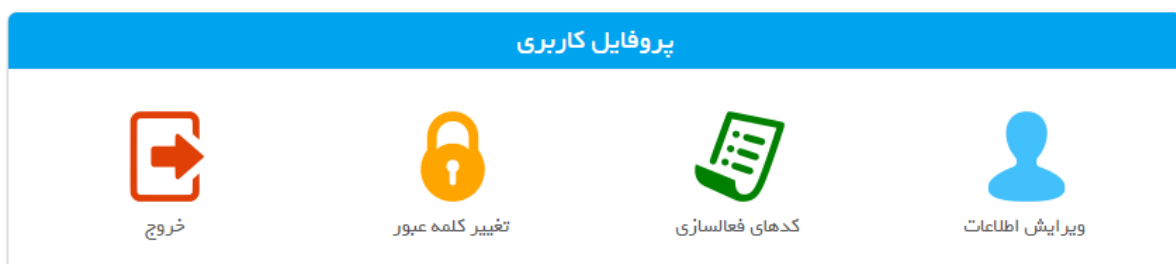 پروفایل کاربری
ویرایش اطلاعات
کدهای فعالسازی
تغییر کلمه عبور
خروج